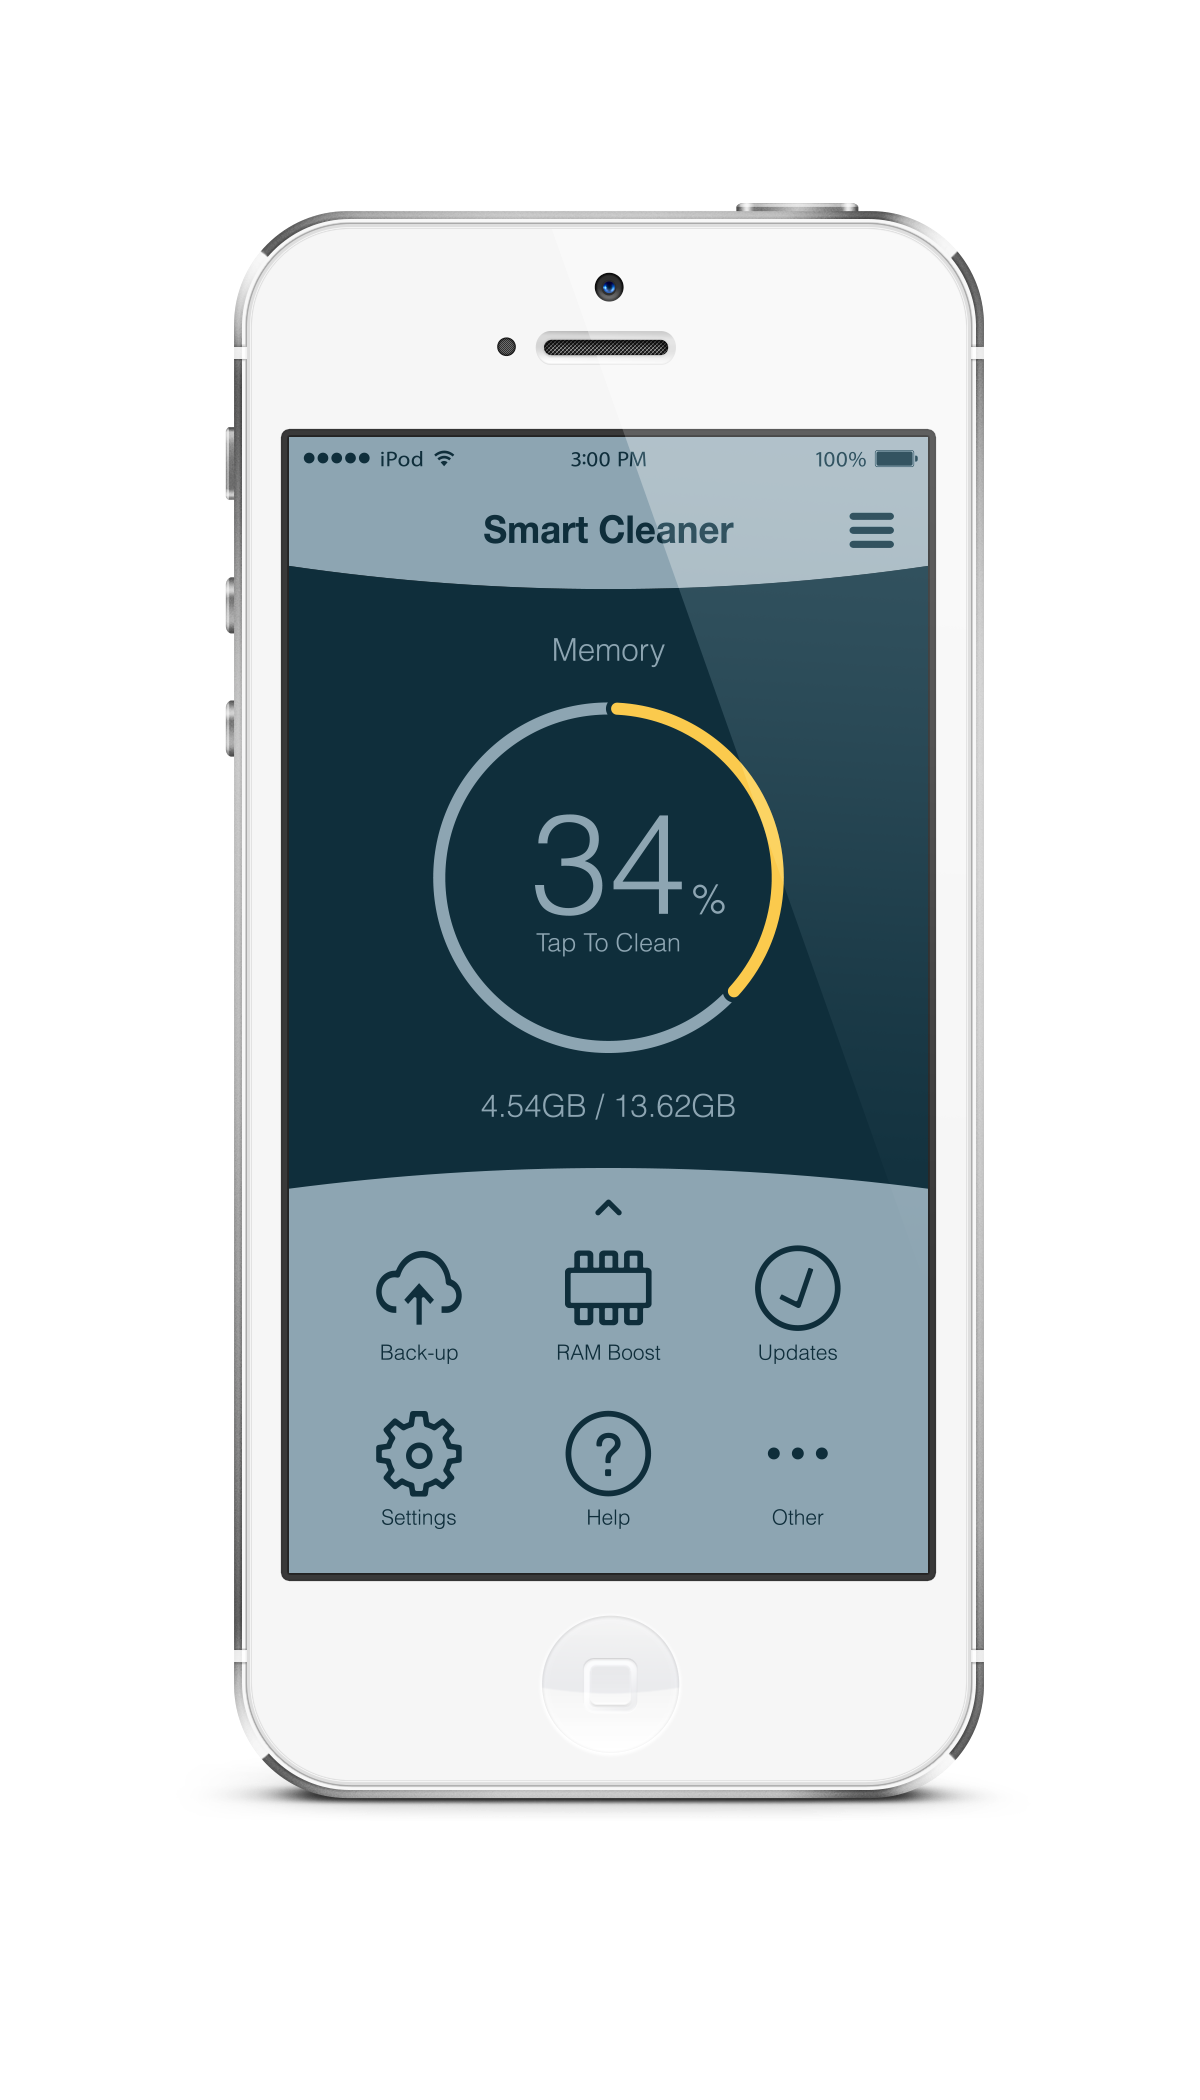 iPod 3:00 PM 100%
Smart Cleaner
Memory
34%
Tap To Clean
4.54GB / 13.62GB
Back-up RAM Boost Updates
Settings Help Other